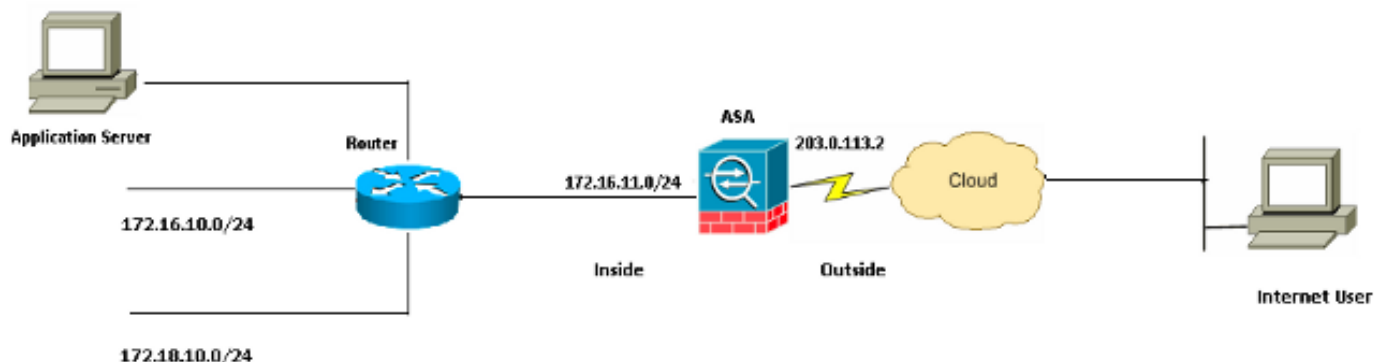 ASA
203.0.113.2
Application Server
Router
172.16.11.0/24
Cloud
172.16.10.0/24
Inside
Outside
Internet User
172.18.10.0/24